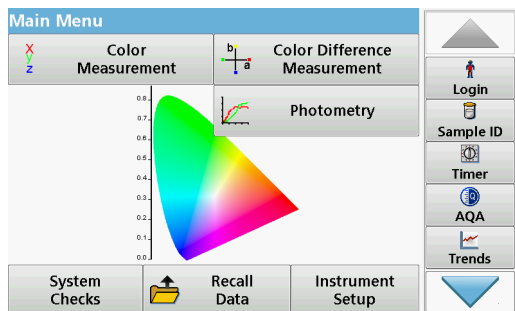 Main Menu
X
y
z
Color
Measurement
b
a
Color Difference
Measurement
Photometry
0.8
0.7
0.6
0.5
0.4
0.3
0.2
0.1
0.0
Login
Sample ID
Timer
AQA
Trends
System
Checks
Recall
Data
Instrument
Setup